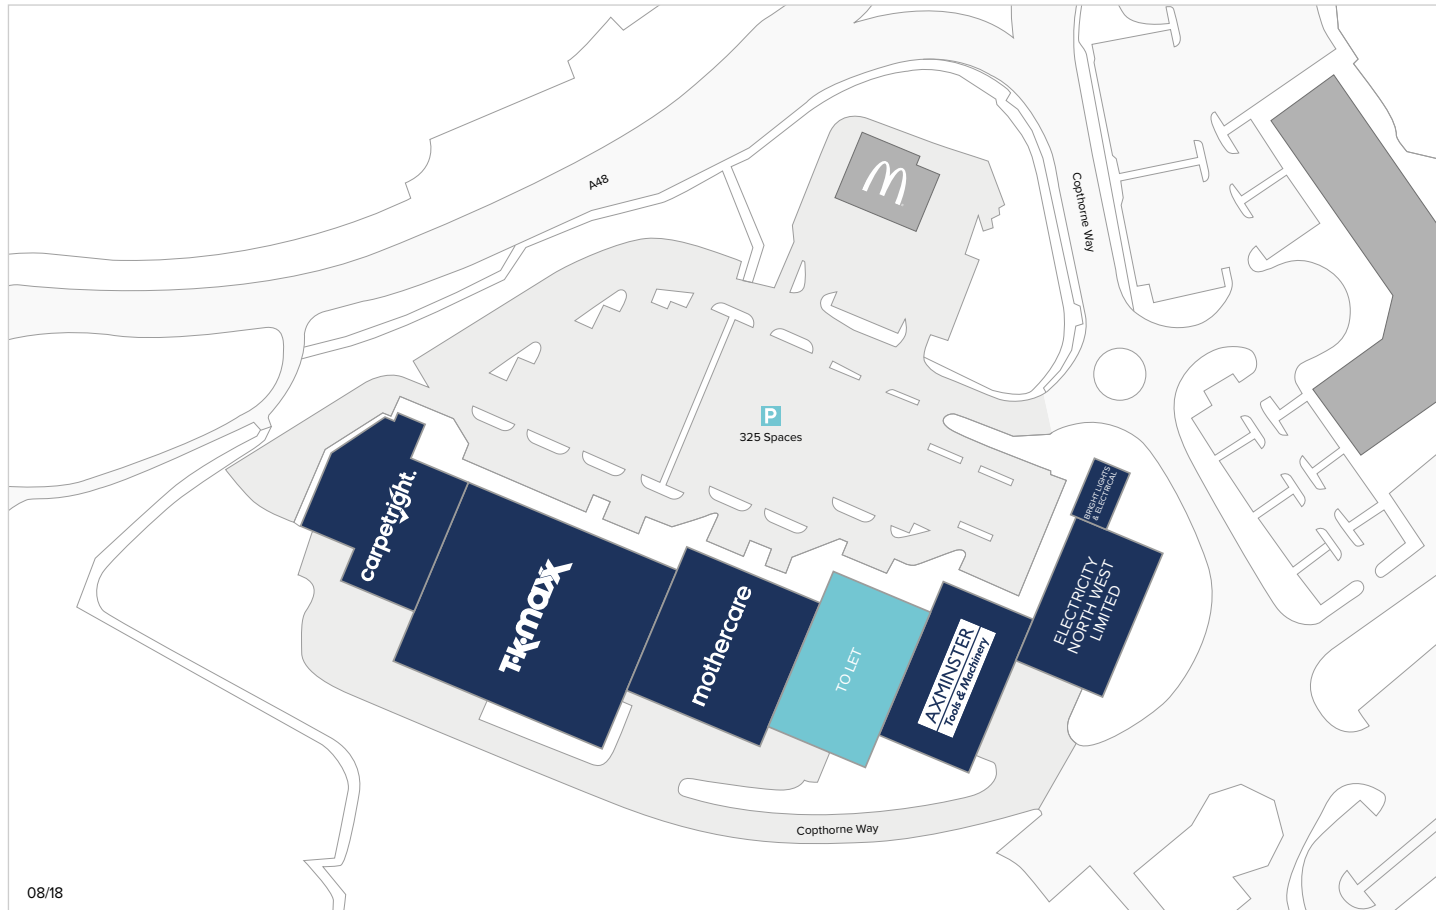 A48
Copthorne Way
P
325 Spaces
carpetright.
T·K·maxx
mothercare
TO LET
AXMINSTER
Tools & Machinery
BRIGHT LIGHTS
& ELECTRICAL
ELECTRICITY
NORTH WEST
LIMITED
Copthorne Way
08/18